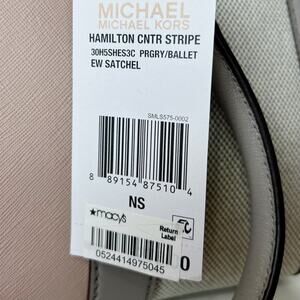 MICHAEL
MICHAEL KORS
HAMILTON CNTR STRIPE
30H5SHES3C PRGRY/BALLET
EW SATCHEL
SMLS575-0002
8 89154 87510 4
NS
★macy's
Return
Label
0524414975045
0